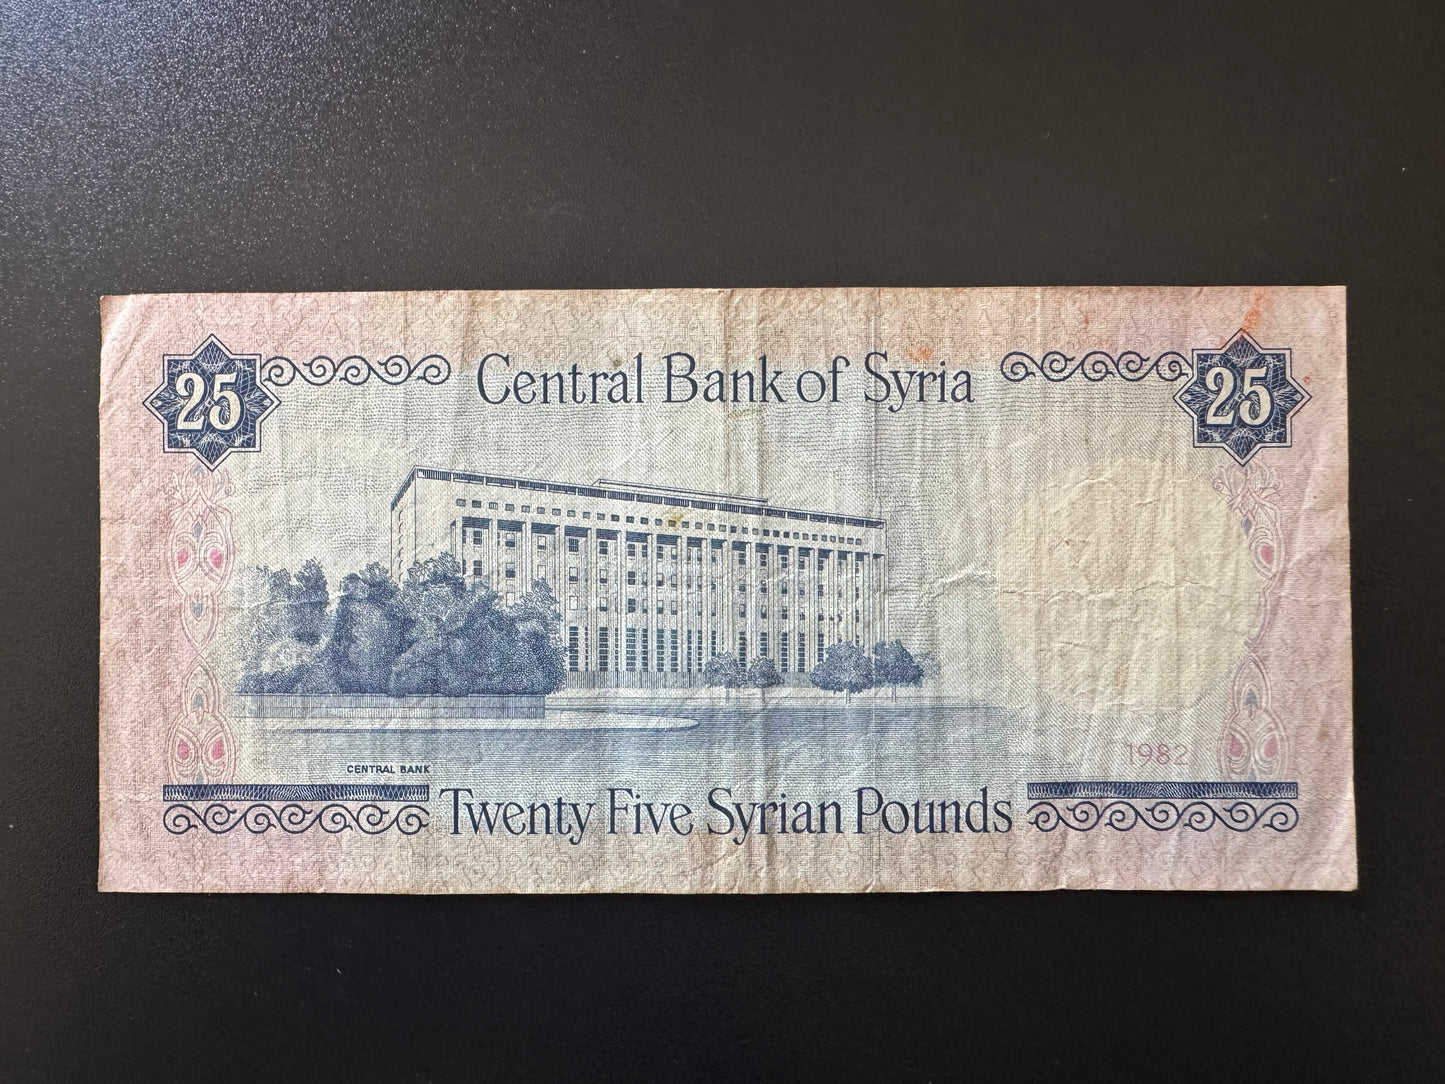 25 Central Bank of Syria 25
1982
CENTRAL BANK
Twenty Five Syrian Pounds